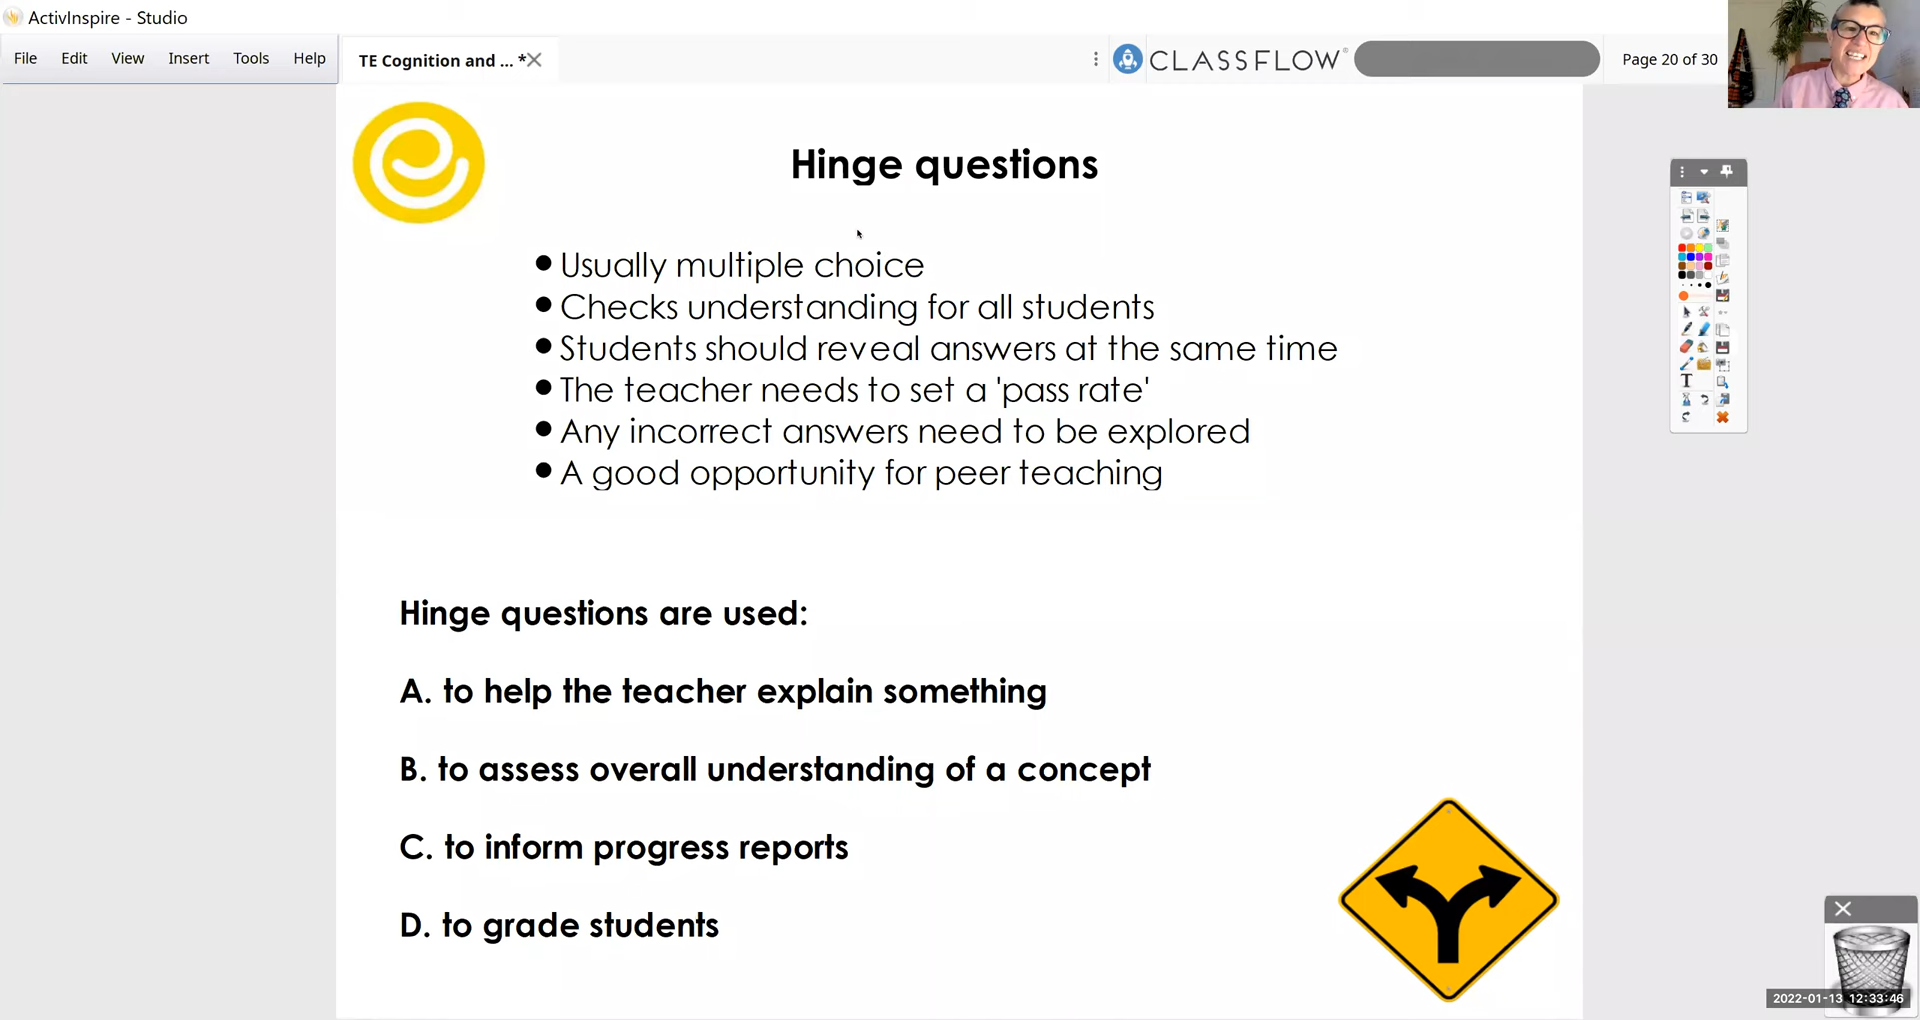 ActivInspire - Studio
File Edit View Insert Tools Help
TE Cognition and ... *
CLASSFLOW®
Page 20 of 30
Hinge questions
● Usually multiple choice
● Checks understanding for all students
● Students should reveal answers at the same time
● The teacher needs to set a 'pass rate'
● Any incorrect answers need to be explored
● A good opportunity for peer teaching
Hinge questions are used:
A. to help the teacher explain something
B. to assess overall understanding of a concept
C. to inform progress reports
D. to grade students
T
2022-01-13 12:33:46